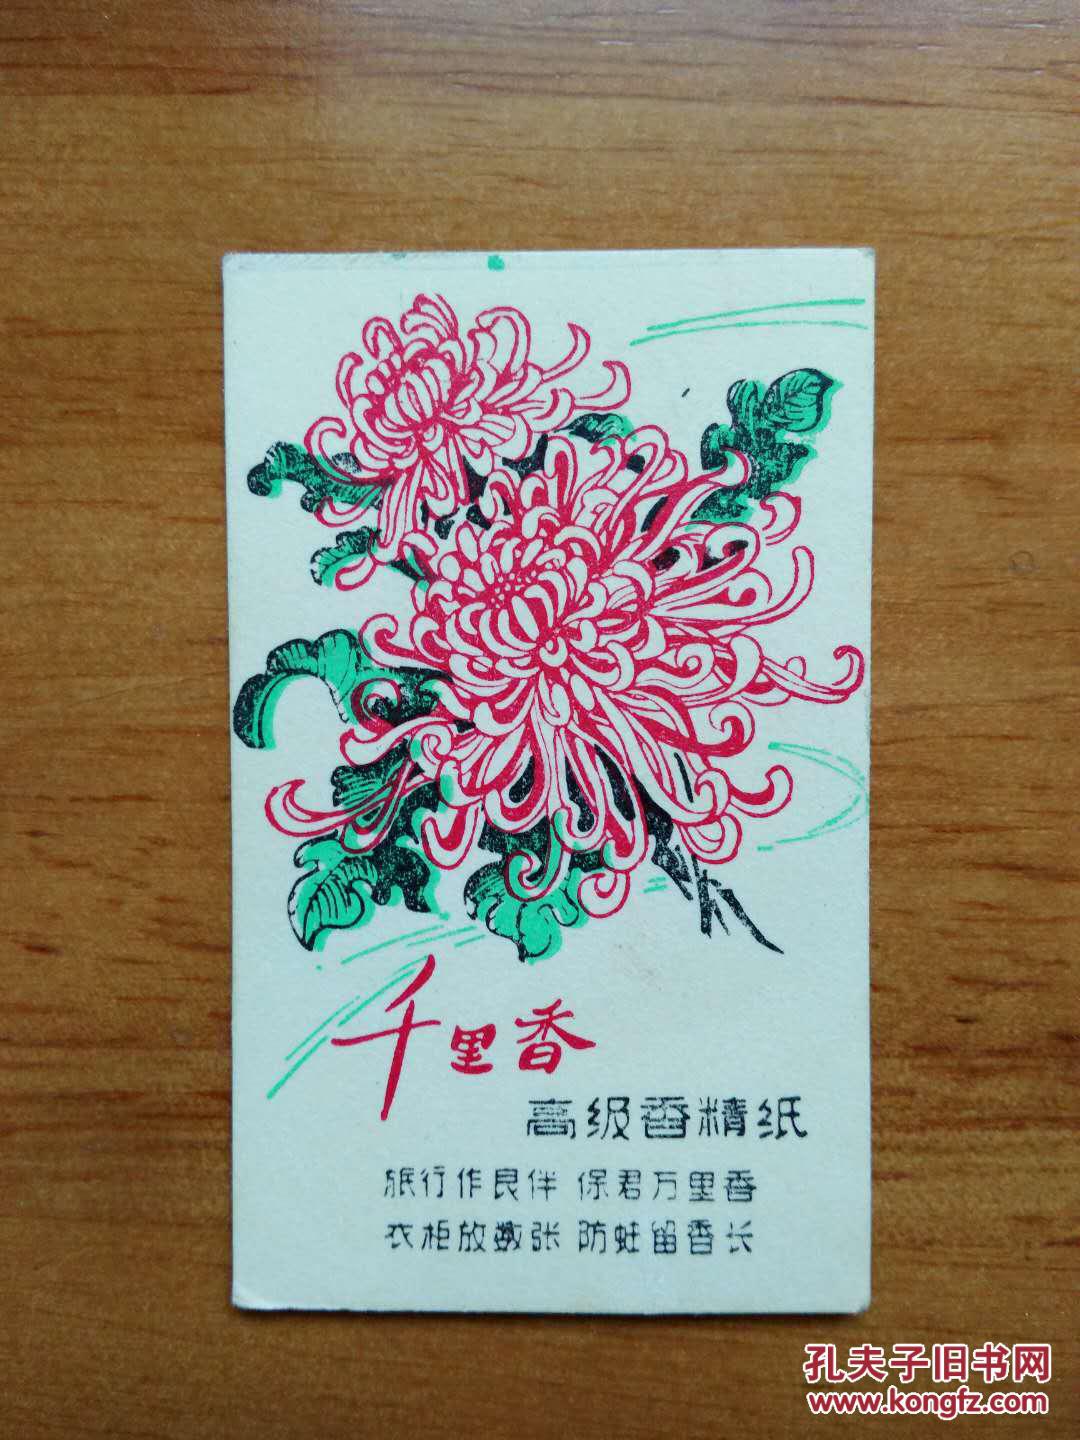 千里香
高级香精纸
旅行作良伴 保君万里香
衣柜放数张 防蛀留香长
孔夫子旧书网
www.kongfz.com